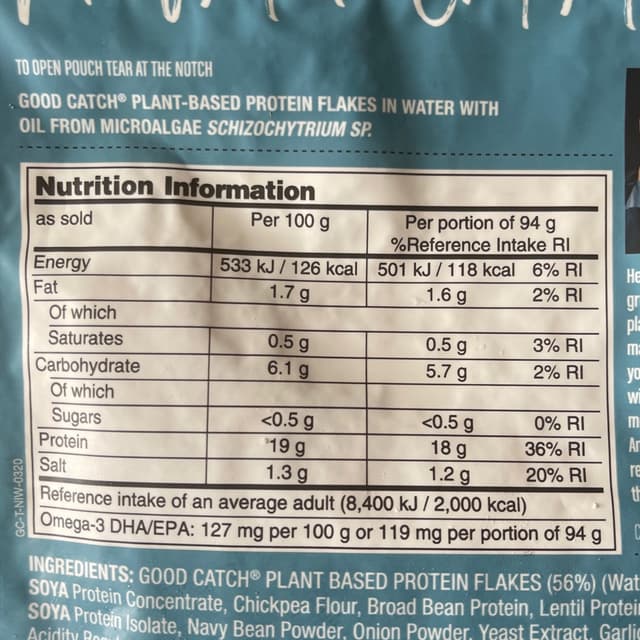 TO OPEN POUCH TEAR AT THE NOTCH
GOOD CATCH® PLANT-BASED PROTEIN FLAKES IN WATER WITH
OIL FROM MICROALGAE SCHIZOCHYTRIUM SP.
Nutrition Information
as sold Per 100 g Per portion of 94 g
%Reference Intake RI
Energy 533 kJ / 126 kcal 501 kJ / 118 kcal 6% RI
Fat 1.7 g 1.6 g 2% RI
Of which
Saturates 0.5 g 0.5 g 3% RI
Carbohydrate 6.1 g 5.7 g 2% RI
Of which
Sugars <0.5 g <0.5 g 0% RI
Protein 19 g 18 g 36% RI
Salt 1.3 g 1.2 g 20% RI
Reference intake of an average adult (8,400 kJ / 2,000 kcal)
Omega-3 DHA/EPA: 127 mg per 100 g or 119 mg per portion of 94 g
GC-T-NIW-0320
INGREDIENTS: GOOD CATCH® PLANT BASED PROTEIN FLAKES (56%) (Wat
SOYA Protein Concentrate, Chickpea Flour, Broad Bean Protein, Lentil Protei
SOYA Protein Isolate, Navy Bean Powder, Onion Powder, Yeast Extract, Garli
Acidity